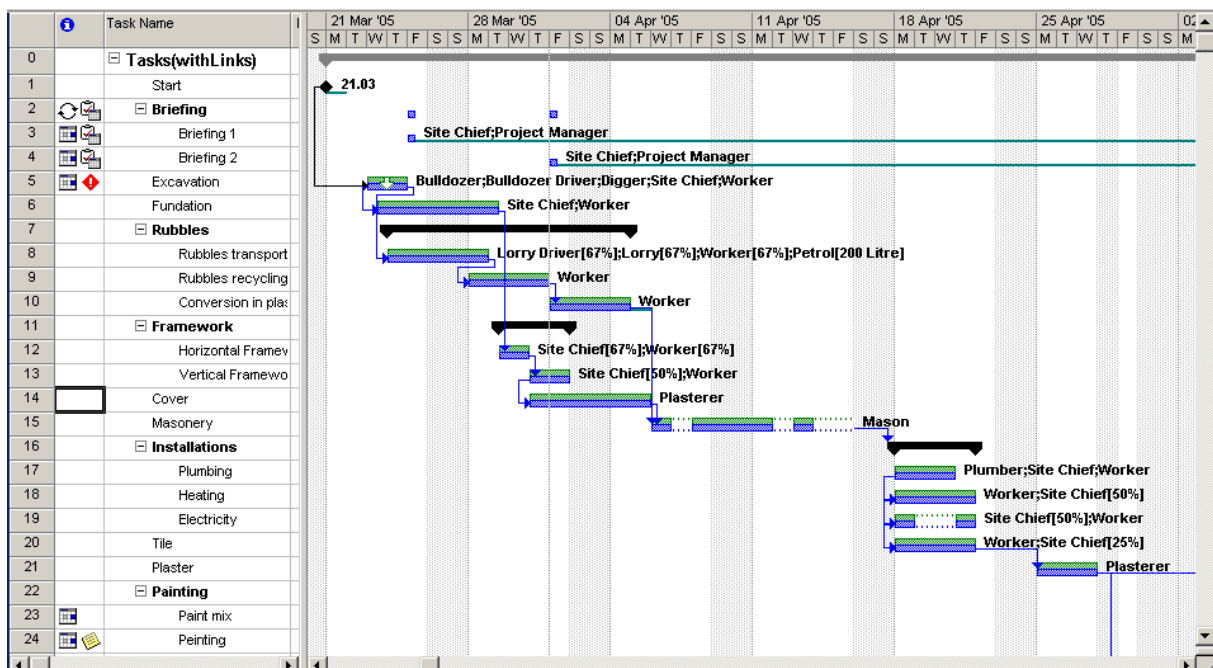 Task Name 21 Mar '05 28 Mar '05 04 Apr '05 11 Apr '05 18 Apr '05 25 Apr '05 02
S M T W T F S S M T W T F S S M T W T F S S M T W T F S S M T W T F S S M T W T F S S M
0 Tasks(withLinks)
1 Start 21.03
2 Briefing
3 Briefing 1 Site Chief;Project Manager
4 Briefing 2 Site Chief;Project Manager
5 Excavation Bulldozer;Bulldozer Driver;Digger;Site Chief;Worker
6 Fundation Site Chief;Worker
7 Rubbles
8 Rubbles transport Lorry Driver[67%];Lorry[67%];Worker[67%];Petrol[200 Litre]
9 Rubbles recycling Worker
10 Conversion in plas Worker
11 Framework
12 Horizontal Framev Site Chief[67%];Worker[67%]
13 Vertical Framewo Site Chief[50%];Worker
14 Cover Plasterer
15 Masonery Mason
16 Installations
17 Plumbing Plumber;Site Chief;Worker
18 Heating Worker;Site Chief[50%]
19 Electricity Site Chief[50%];Worker
20 Tile Worker;Site Chief[25%]
21 Plaster Plasterer
22 Painting
23 Paint mix
24 Peinting